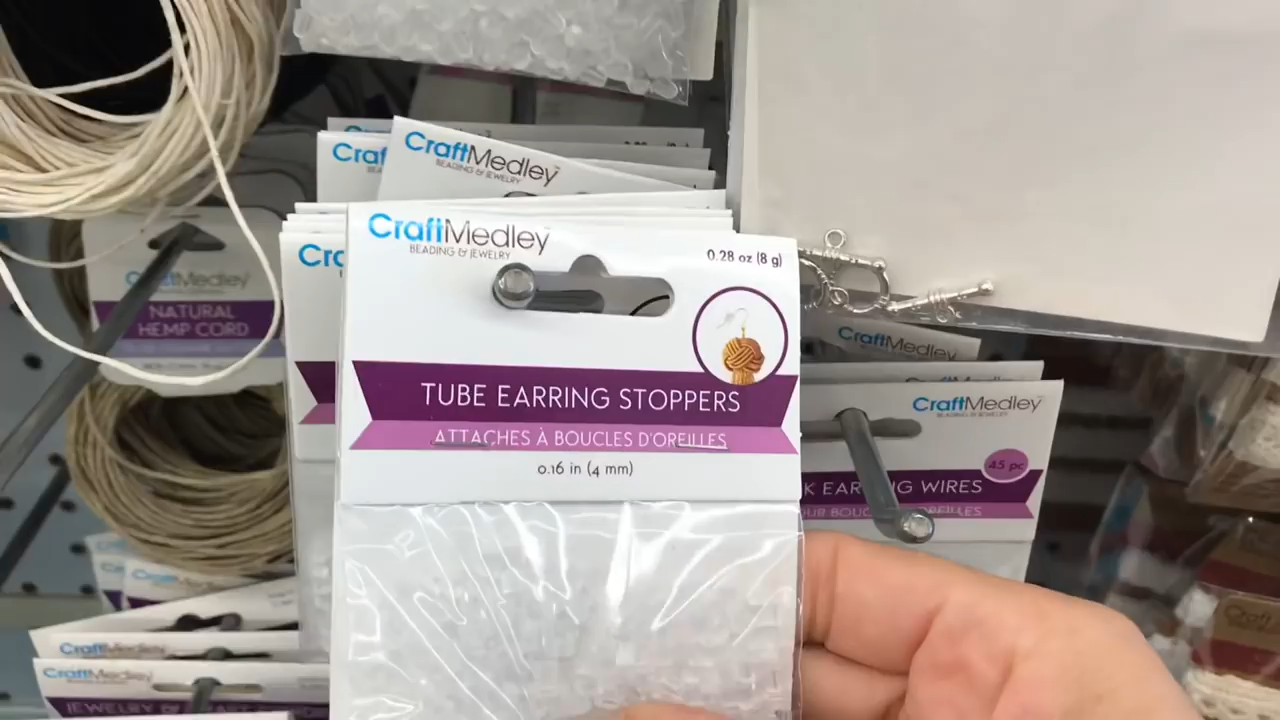 CraftMedley
BEADING & JEWELRY
CraftMedley
BEADING & JEWELRY
0.28 oz (8 g)
TUBE EARRING STOPPERS
ATTACHES À BOUCLES D'OREILLES
0.16 in (4 mm)
CraftMedley
NATURAL
HEMP CORD
CraftMedley
CraftMedley
BEADING & JEWELRY
45 pc
EARRING WIRES
CraftMedley
CraftMedley